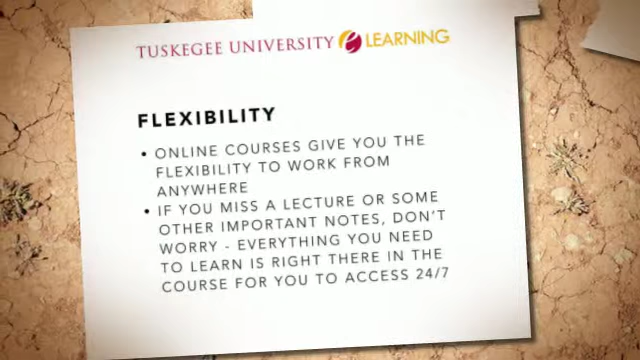 TUSKEGEE UNIVERSITY e LEARNING
FLEXIBILITY
• ONLINE COURSES GIVE YOU THE
FLEXIBILITY TO WORK FROM
ANYWHERE
• IF YOU MISS A LECTURE OR SOME
OTHER IMPORTANT NOTES, DON'T
WORRY - EVERYTHING YOU NEED
TO LEARN IS RIGHT THERE IN THE
COURSE FOR YOU TO ACCESS 24/7